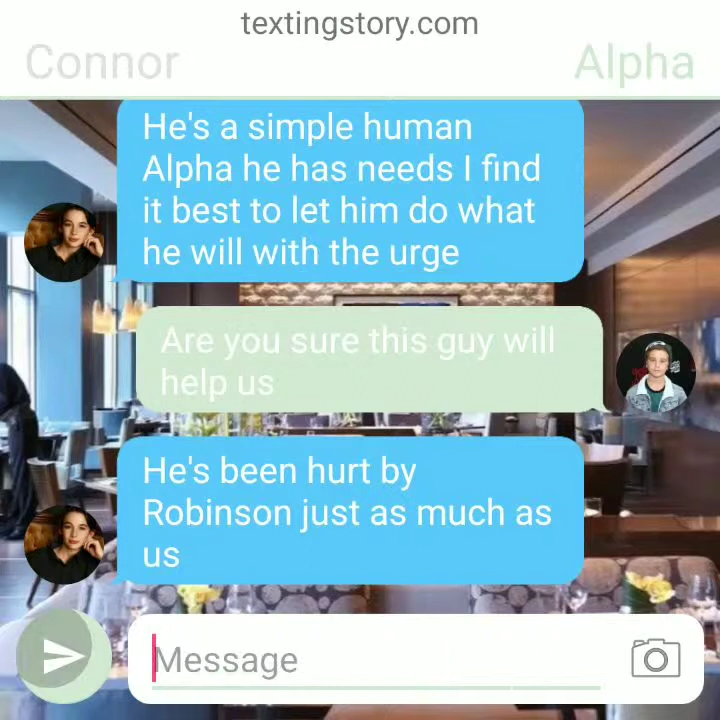 textingstory.com
Connor
Alpha
He's a simple human
Alpha he has needs I find
it best to let him do what
he will with the urge
Are you sure this guy will
help us
He's been hurt by
Robinson just as much as
us
Message